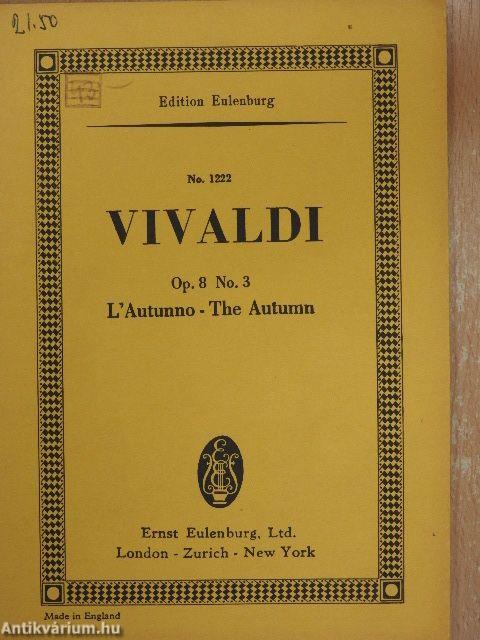 21.50
Edition Eulenburg
No. 1222
VIVALDI
Op. 8 No. 3
L'Autunno - The Autumn
Ernst Eulenburg, Ltd.
London - Zurich - New York
Made in England
Antikvárium.hu